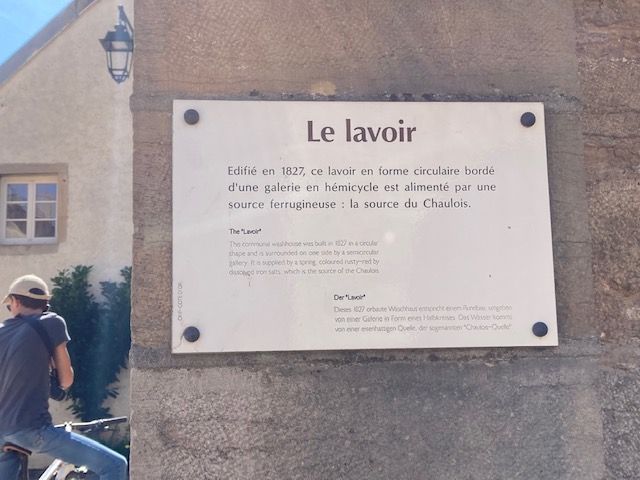 Le lavoir
Edifié en 1827, ce lavoir en forme circulaire bordé
d'une galerie en hémicycle est alimenté par une
source ferrugineuse : la source du Chaulois.
The "Lavoir"
This communal washhouse was built in 1827 in a circular
shape and is surrounded on one side by a semicircular
gallery. It is supplied by a spring, coloured rusty-red by
dissolved iron salts, which is the source of the Chaulois
Der "Lavoir"
Dieses 1827 erbaute Waschhaus entspricht einem Rundbau, umgeben
von einer Galerie in Form eines Halbkreises. Das Wasser kommt
von einer eisenhaltigen Quelle, der sogenannten "Chaulois-Quelle"